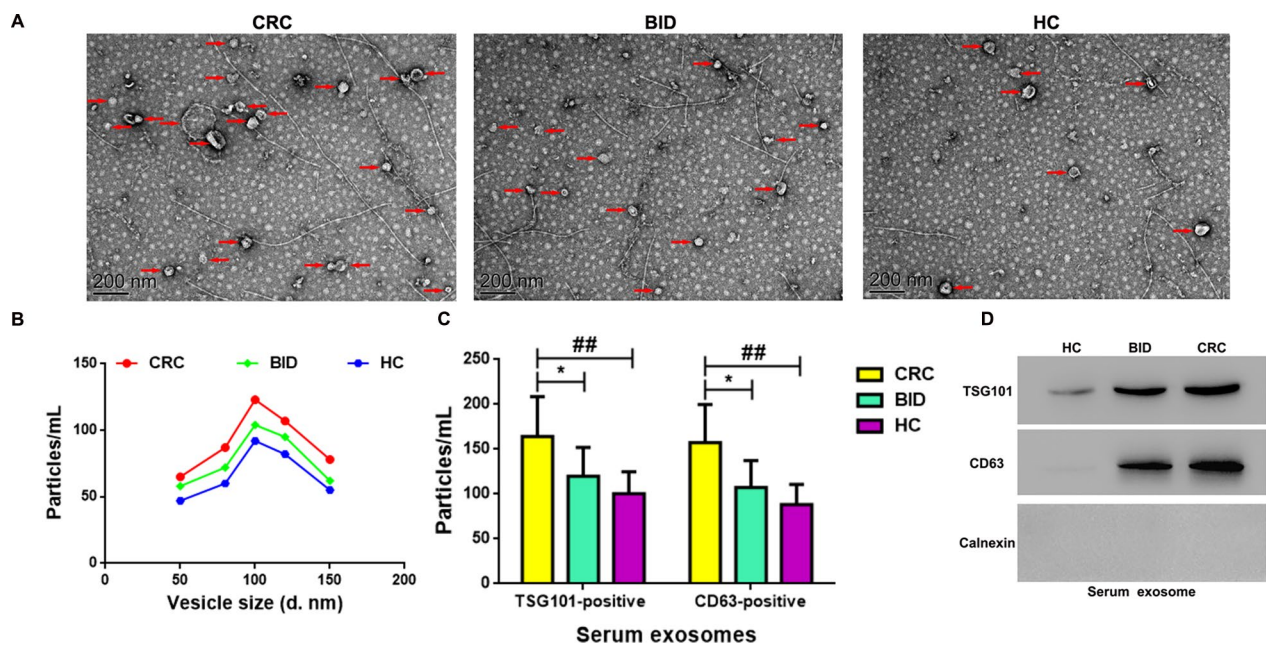 A
CRC
BID
HC
200 nm
200 nm
200 nm
B
CRC
BID
HC
Particles/mL
150
100
50
0
0
50
100
150
200
Vesicle size (d. nm)
C
##
*
##
*
Particles/mL
250
200
150
100
50
0
TSG101-positive
CD63-positive
Serum exosomes
CRC
BID
HC
D
HC
BID
CRC
TSG101
CD63
Calnexin
Serum exosome